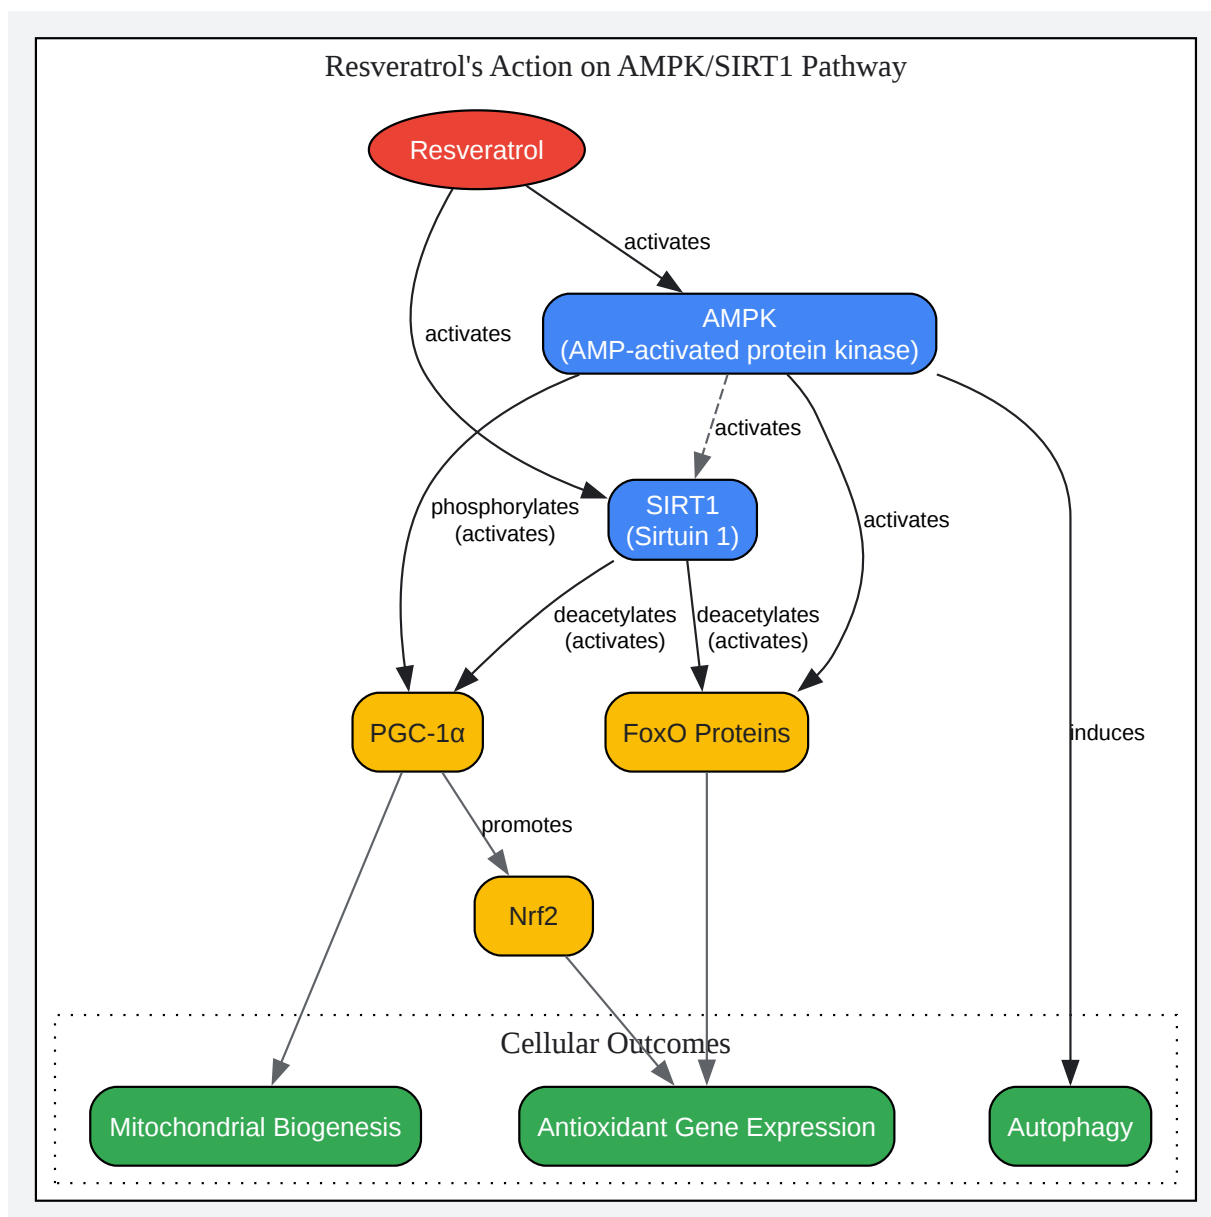 Resveratrol's Action on AMPK/SIRT1 Pathway
Resveratrol
activates
activates
AMPK
(AMP-activated protein kinase)
activates
phosphorylates
(activates)
SIRT1
(Sirtuin 1)
activates
deacetylates
(activates)
deacetylates
(activates)
PGC-1α
FoxO Proteins
induces
promotes
Nrf2
Cellular Outcomes
Mitochondrial Biogenesis
Antioxidant Gene Expression
Autophagy